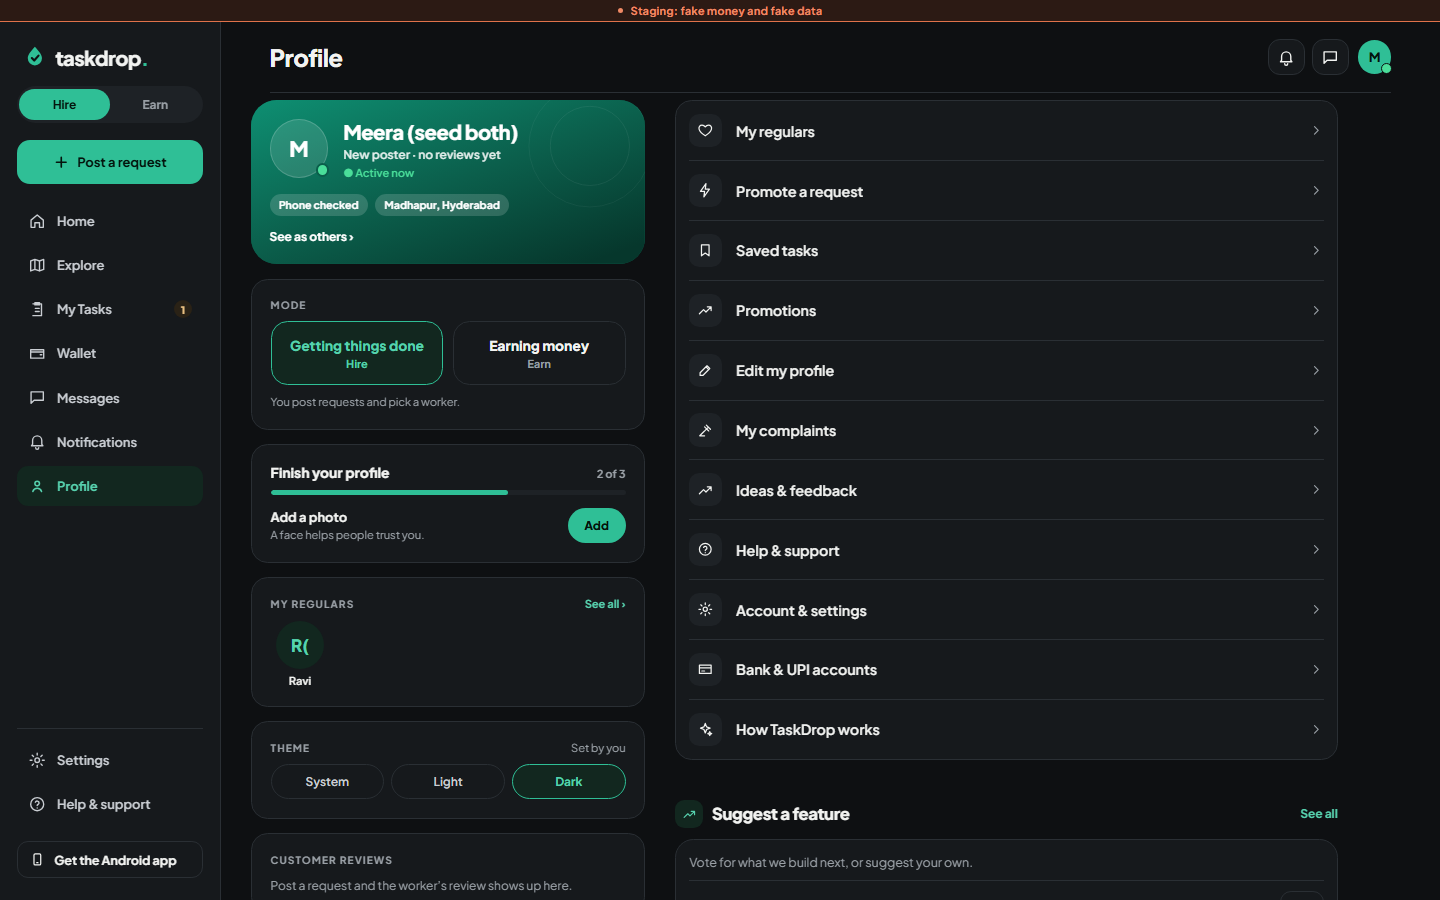 Staging: fake money and fake data
taskdrop.
Hire
Earn
Post a request
Home
Explore
My Tasks
1
Wallet
Messages
Notifications
Profile
Settings
Help & support
Get the Android app
Profile
M
M
Meera (seed both)
New poster · no reviews yet
Active now
Phone checked
Madhapur, Hyderabad
See as others ›
MODE
Getting things done
Hire
Earning money
Earn
You post requests and pick a worker.
Finish your profile
2 of 3
Add a photo
A face helps people trust you.
Add
MY REGULARS
See all ›
R(
Ravi
THEME
Set by you
System
Light
Dark
CUSTOMER REVIEWS
Post a request and the worker's review shows up here.
My regulars
Promote a request
Saved tasks
Promotions
Edit my profile
My complaints
Ideas & feedback
Help & support
Account & settings
Bank & UPI accounts
How TaskDrop works
Suggest a feature
See all
Vote for what we build next, or suggest your own.